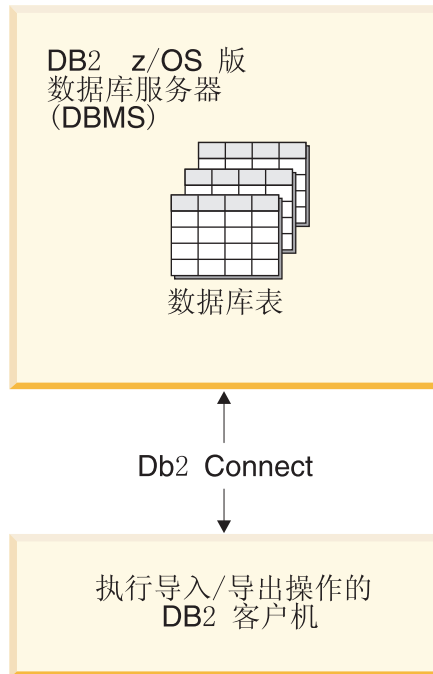 DB2 z/OS 版
数据库服务器
(DBMS)
数据库表
Db2 Connect
执行导入/导出操作的
DB2 客户机